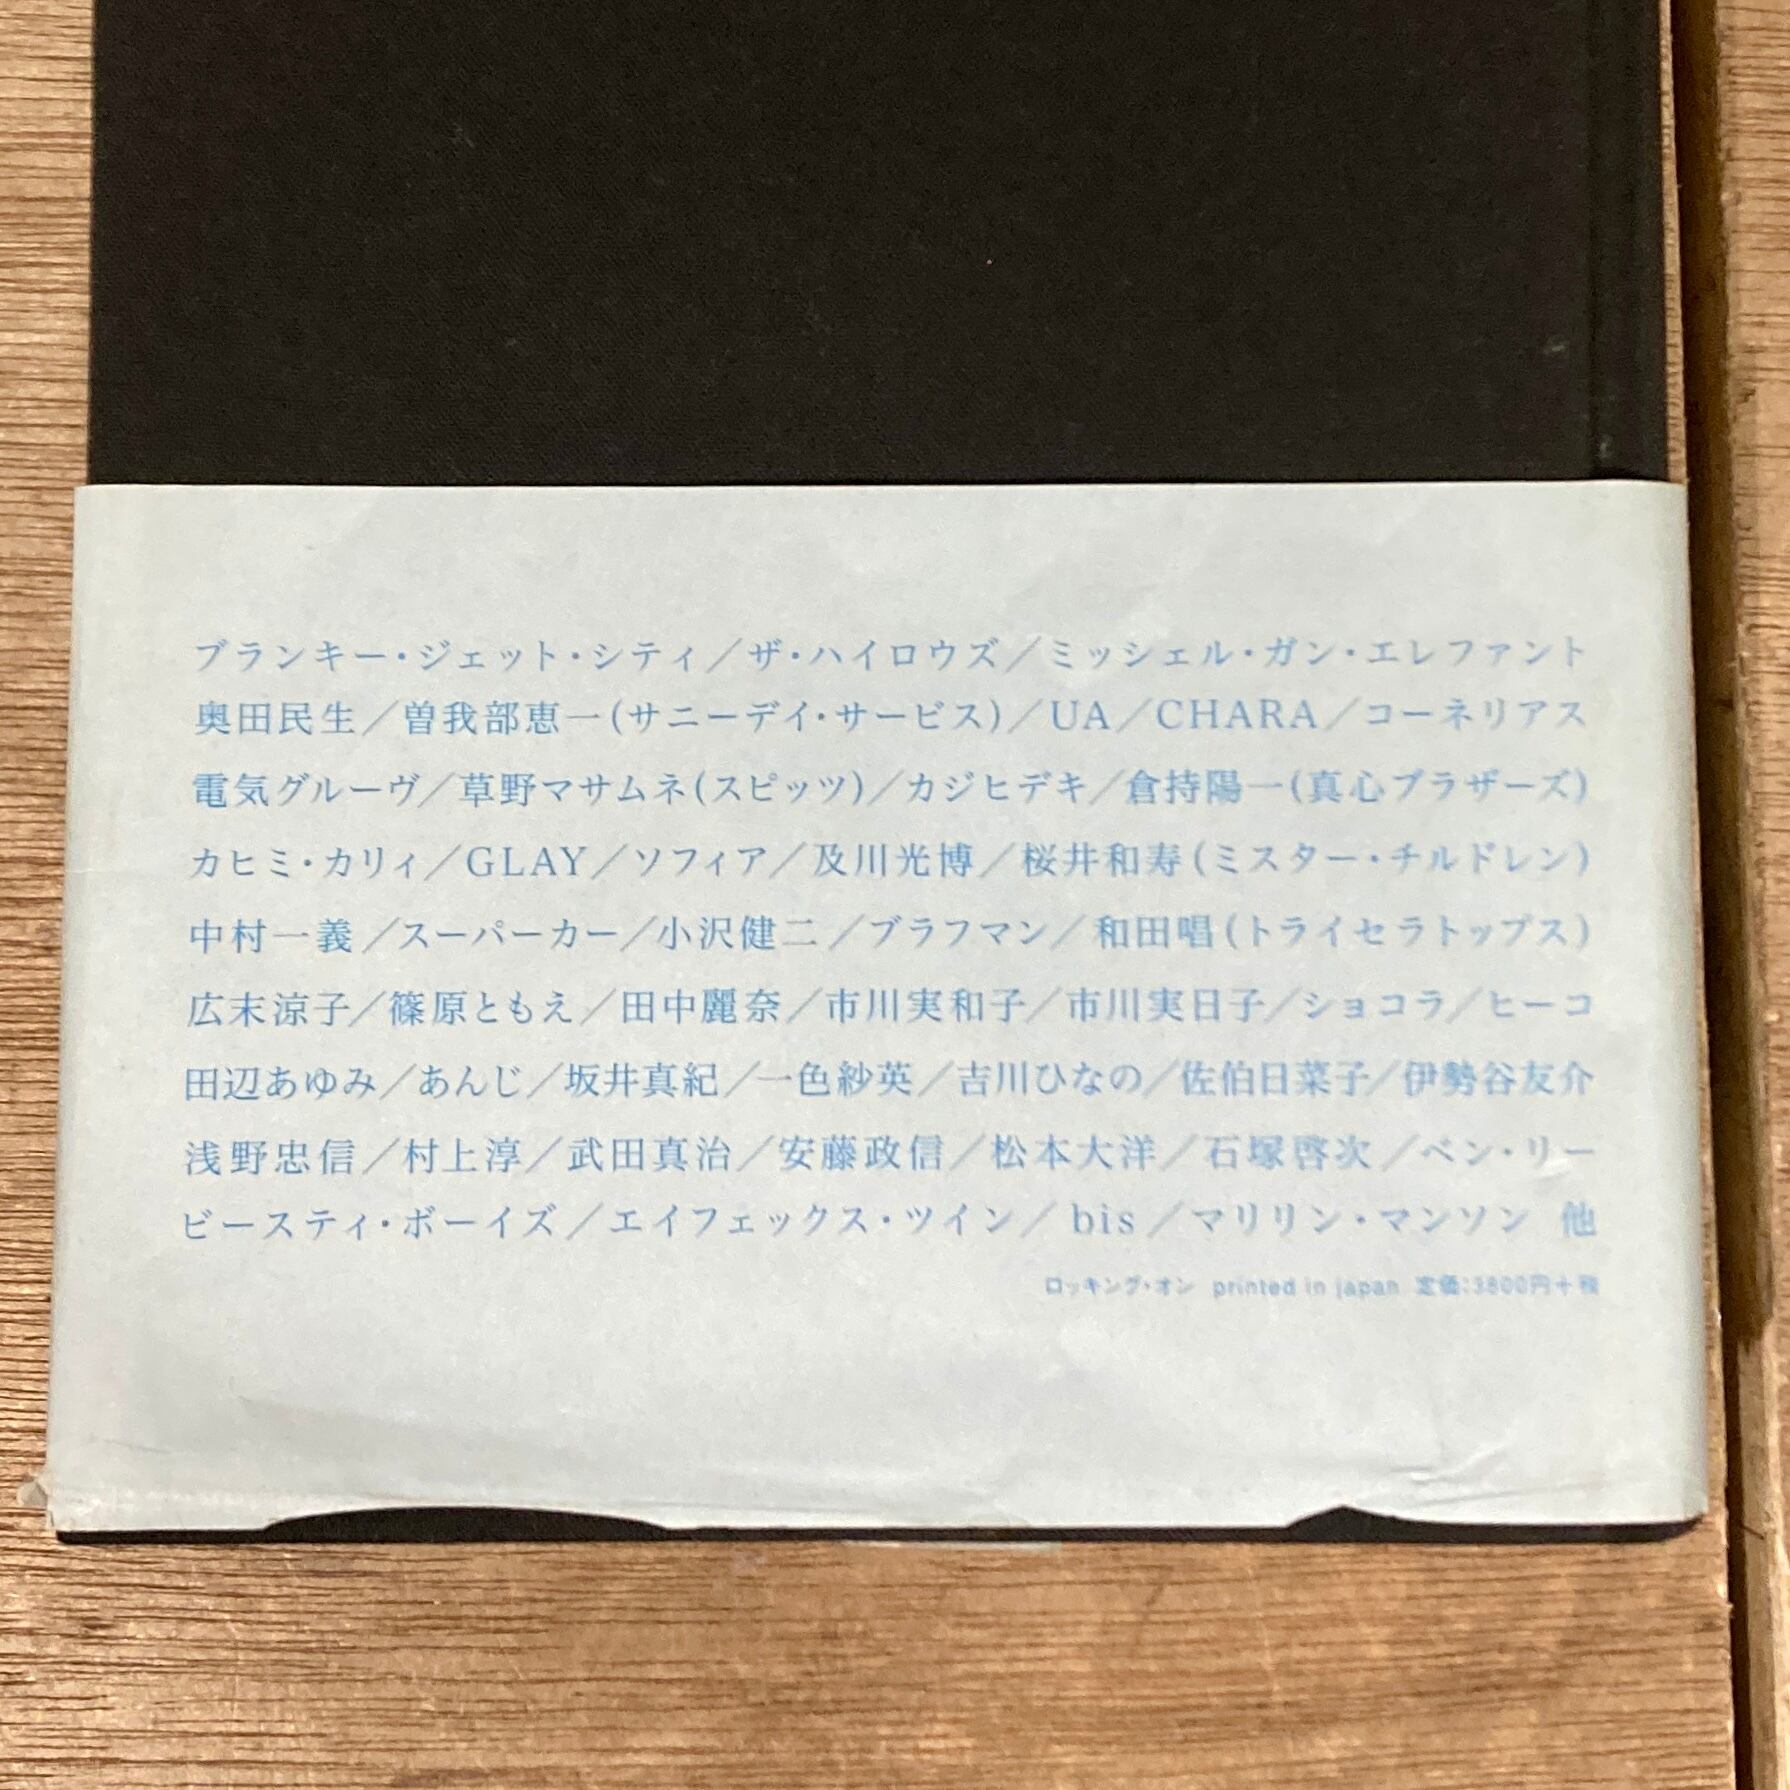 ブランキー・ジェット・シティ／ザ・ハイロウズ／ミッシェル・ガン・エレファント
奥田民生／曽我部恵一(サニーデイ・サービス)／UA／CHARA／コーネリアス
電気グルーヴ／草野マサムネ(スピッツ)／カジヒデキ／倉持陽一(真心ブラザーズ)
カヒミ・カリィ／GLAY／ソフィア／及川光博／桜井和寿(ミスター・チルドレン)
中村一義／スーパーカー／小沢健二／ブラフマン／和田唱(トライセラトップス)
広末涼子／篠原ともえ／田中麗奈／市川実和子／市川実日子／ショコラ／ヒーコ
田辺あゆみ／あんじ／坂井真紀／一色紗英／吉川ひなの／佐伯日菜子／伊勢谷友介
浅野忠信／村上淳／武田真治／安藤政信／松本大洋／石塚啓次／ベン・リー
ビースティ・ボーイズ／エイフェックス・ツイン／bis／マリリン・マンソン 他
ロッキング・オン printed in japan 定価:3800円＋税